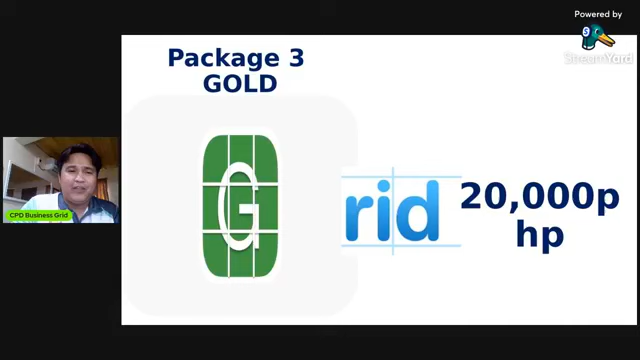 Powered by
StreamYard
Package 3
GOLD
G
rid
20,000p
hp
CPD Business Grid